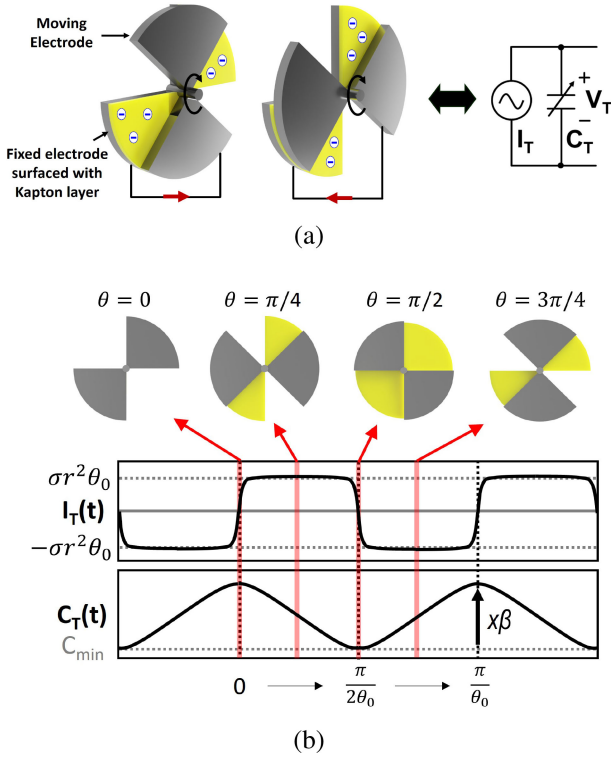 Moving
Electrode
Fixed electrode
surfaced with
Kapton layer
I_T
+
V_T
−
C_T
(a)
θ = 0
θ = π/4
θ = π/2
θ = 3π/4
σr²θ₀
I_T(t)
−σr²θ₀
C_T(t)
C_min
xβ
0
π/2θ₀
π/θ₀
(b)